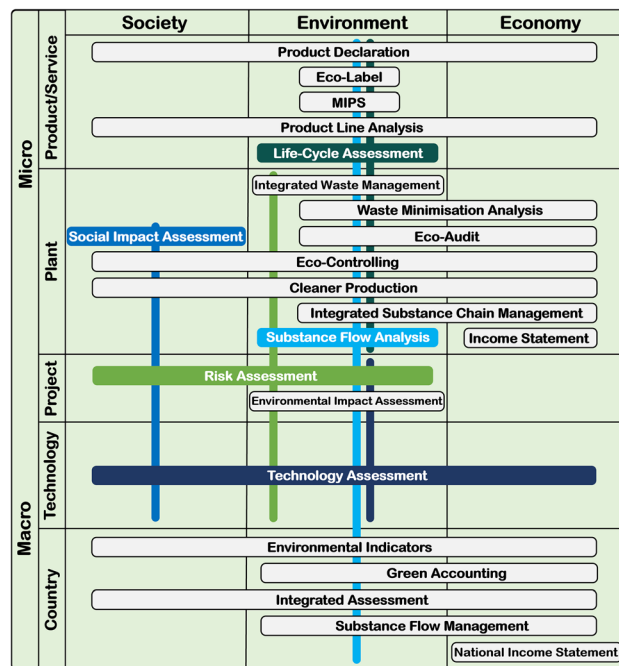 Society
Environment
Economy
Micro
Product/Service
Product Declaration
Eco-Label
MIPS
Product Line Analysis
Life-Cycle Assessment
Plant
Integrated Waste Management
Waste Minimisation Analysis
Social Impact Assessment
Eco-Audit
Eco-Controlling
Cleaner Production
Integrated Substance Chain Management
Substance Flow Analysis
Income Statement
Project
Risk Assessment
Environmental Impact Assessment
Macro
Technology
Technology Assessment
Country
Environmental Indicators
Green Accounting
Integrated Assessment
Substance Flow Management
National Income Statement